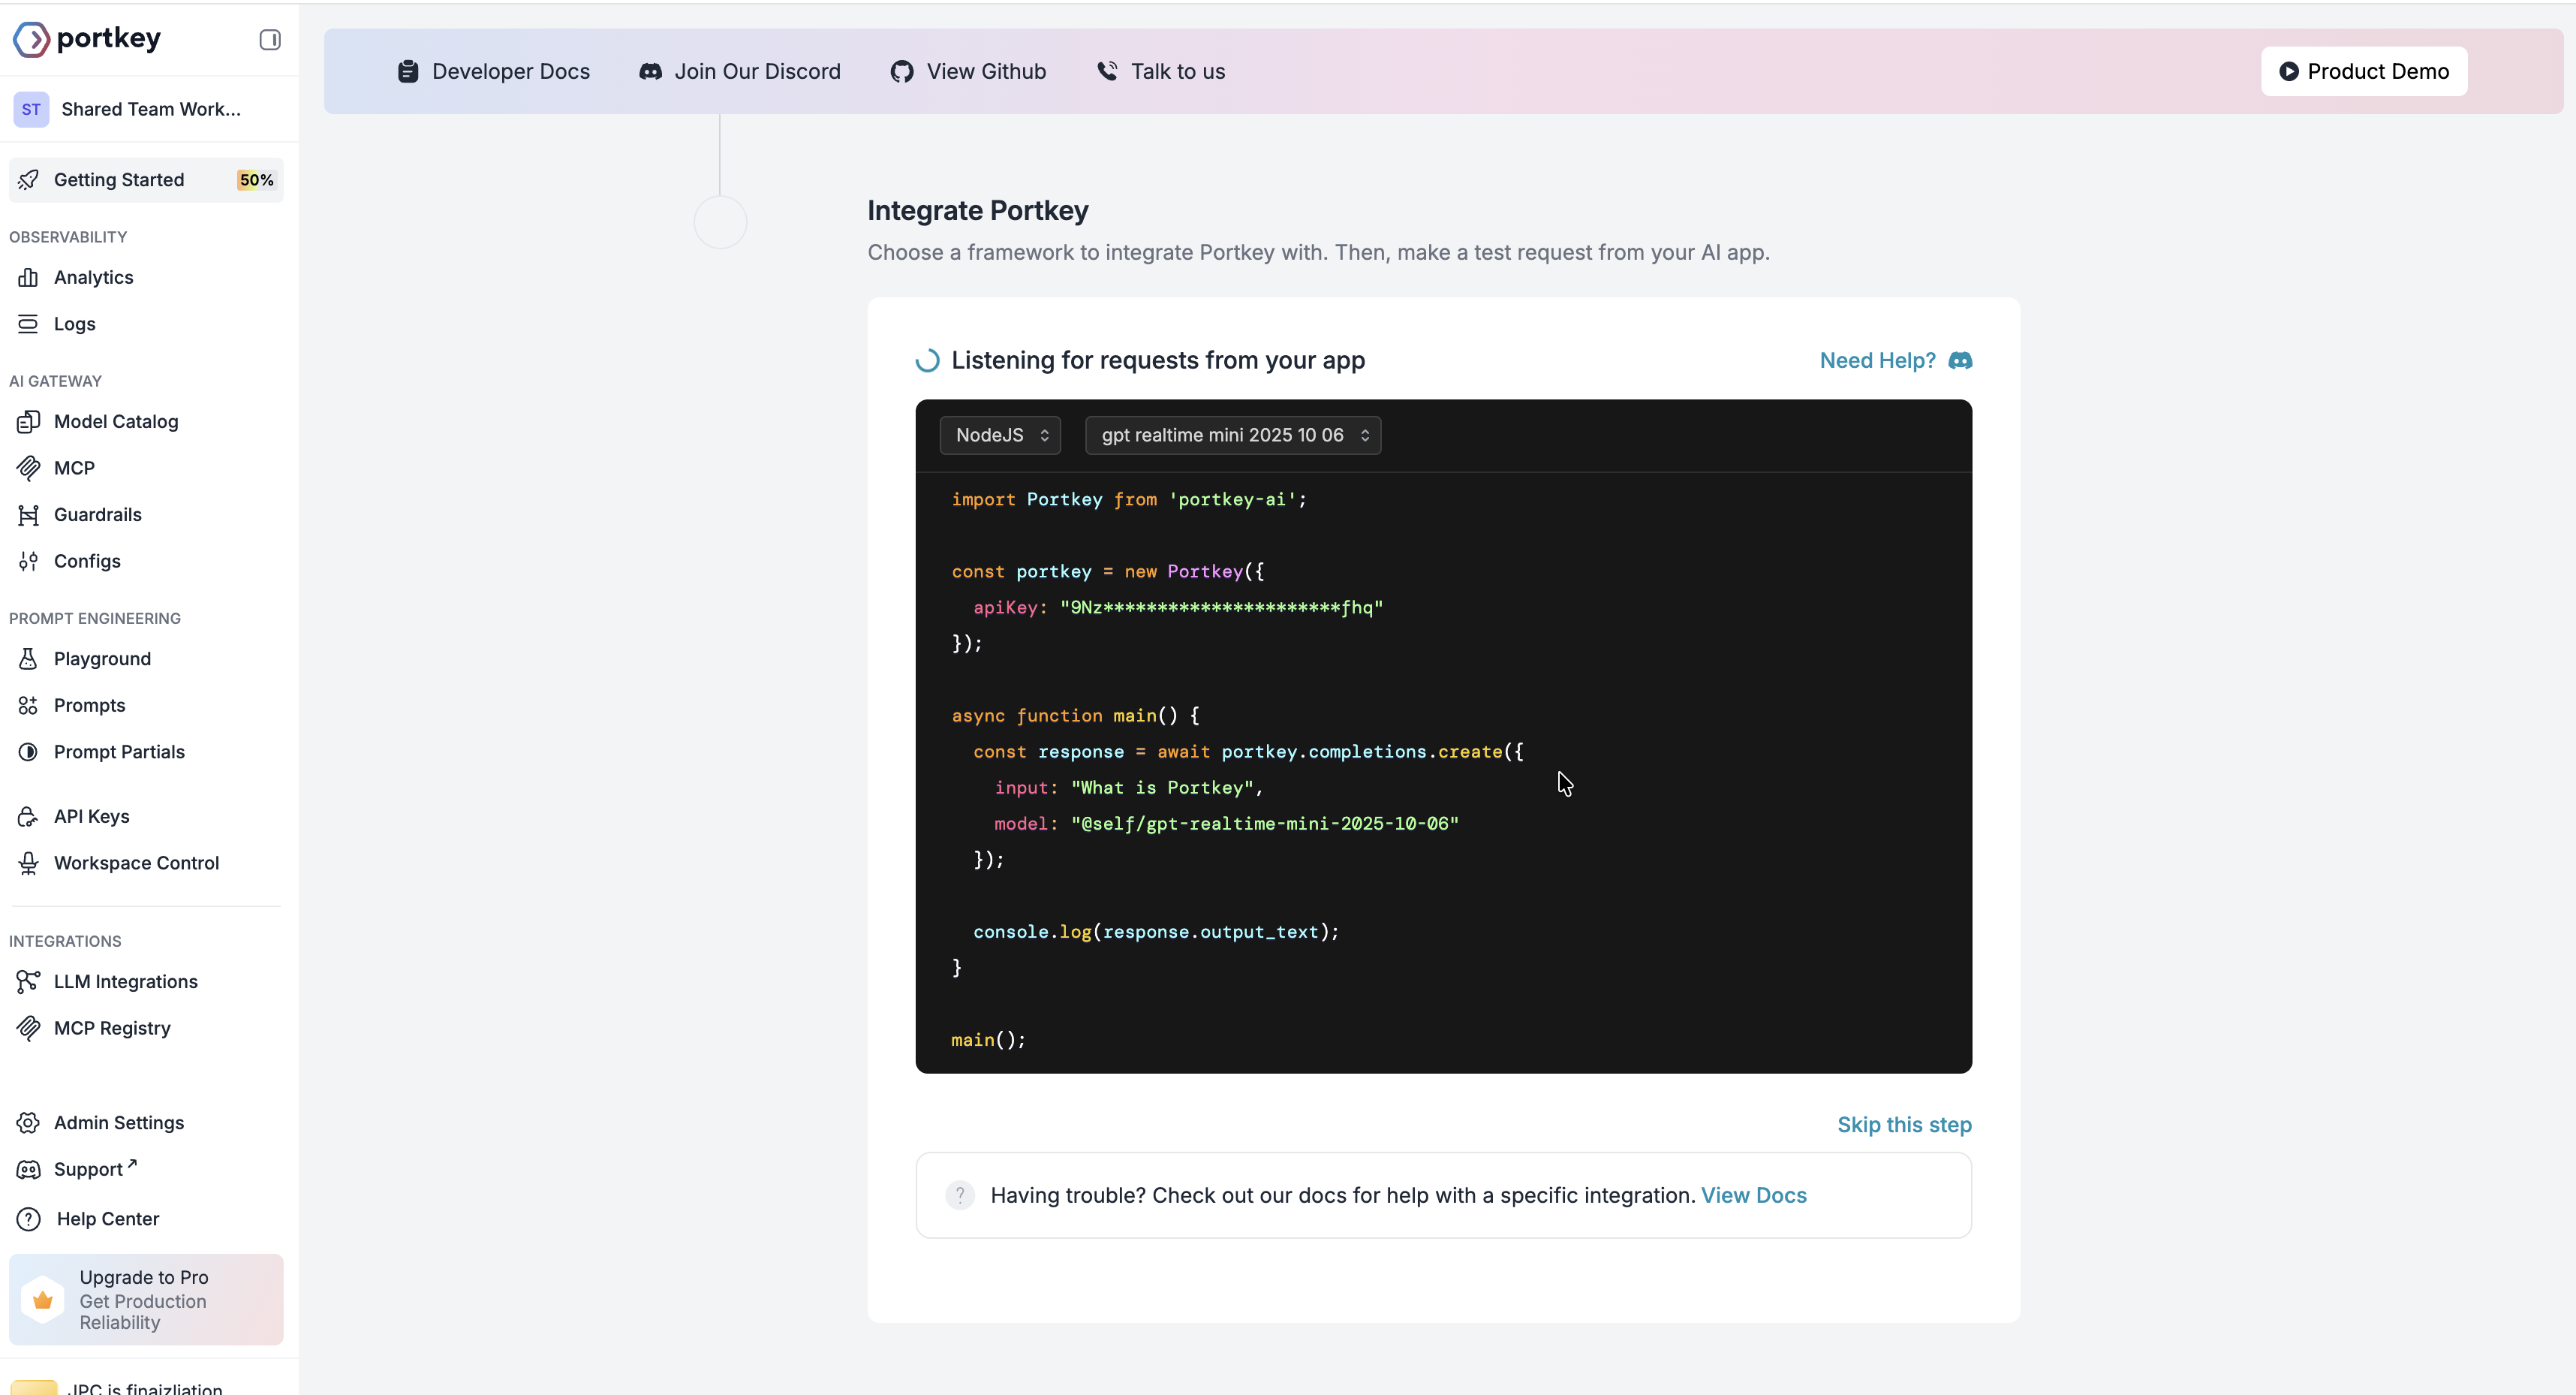 portkey
ST Shared Team Work...
Getting Started 50%
OBSERVABILITY
Analytics
Logs
AI GATEWAY
Model Catalog
MCP
Guardrails
Configs
PROMPT ENGINEERING
Playground
Prompts
Prompt Partials
API Keys
Workspace Control
INTEGRATIONS
LLM Integrations
MCP Registry
Admin Settings
Support
Help Center
Upgrade to Pro
Get Production
Reliability
JPC is finaizliation
Developer Docs Join Our Discord View Github Talk to us Product Demo
Integrate Portkey
Choose a framework to integrate Portkey with. Then, make a test request from your AI app.
Listening for requests from your app Need Help?
NodeJS gpt realtime mini 2025 10 06
import Portkey from 'portkey-ai';
const portkey = new Portkey({
apiKey: "9Nz**********************fhq"
});
async function main() {
const response = await portkey.completions.create({
input: "What is Portkey",
model: "@self/gpt-realtime-mini-2025-10-06"
});
console.log(response.output_text);
}
main();
Skip this step
? Having trouble? Check out our docs for help with a specific integration. View Docs